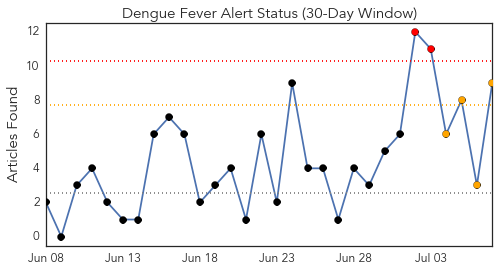 Dengue Fever Alert Status (30-Day Window)
12
10
8
6
4
2
0
Articles Found
Jun 08
Jun 13
Jun 18
Jun 23
Jun 28
Jul 03